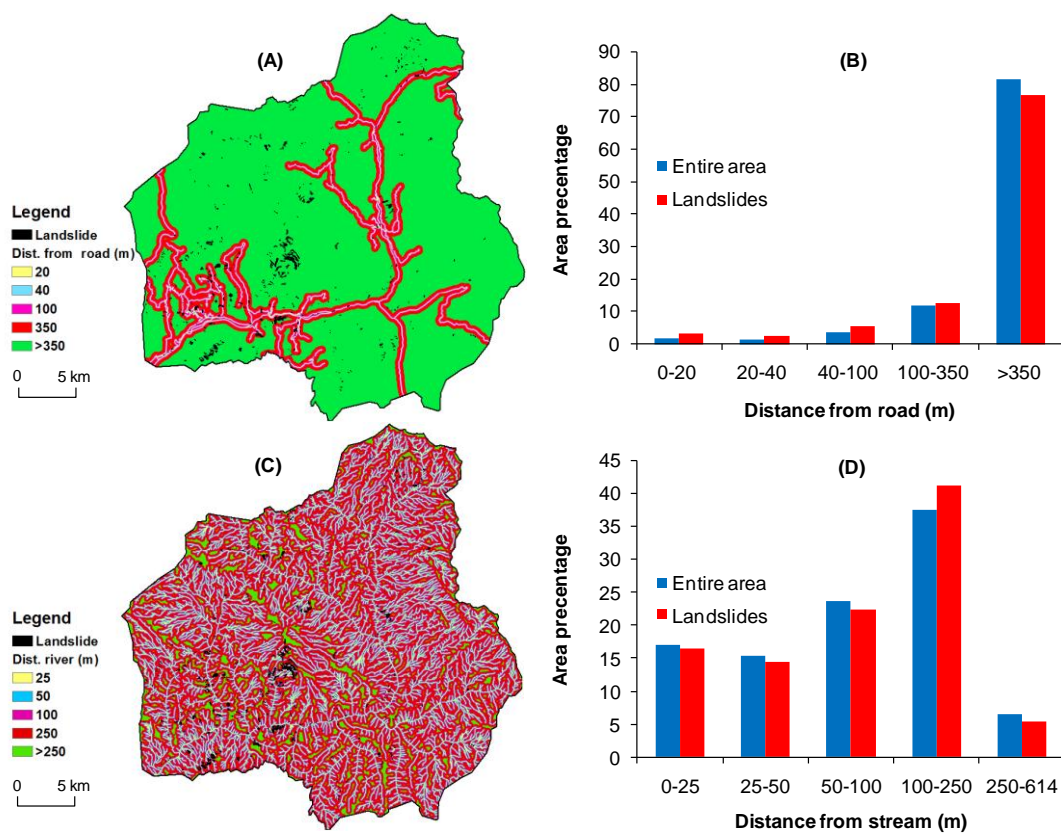 (A)
Legend
Landslide
Dist. from road (m)
20
40
100
350
>350
0 5 km
(B)
90
80
70
60
50
40
30
20
10
0
Area precentage
Entire area
Landslides
0-20 20-40 40-100 100-350 >350
Distance from road (m)
(C)
Legend
Landslide
Dist. river (m)
25
50
100
250
>250
0 5 km
(D)
45
40
35
30
25
20
15
10
5
0
Area precentage
Entire area
Landslides
0-25 25-50 50-100 100-250 250-614
Distance from stream (m)